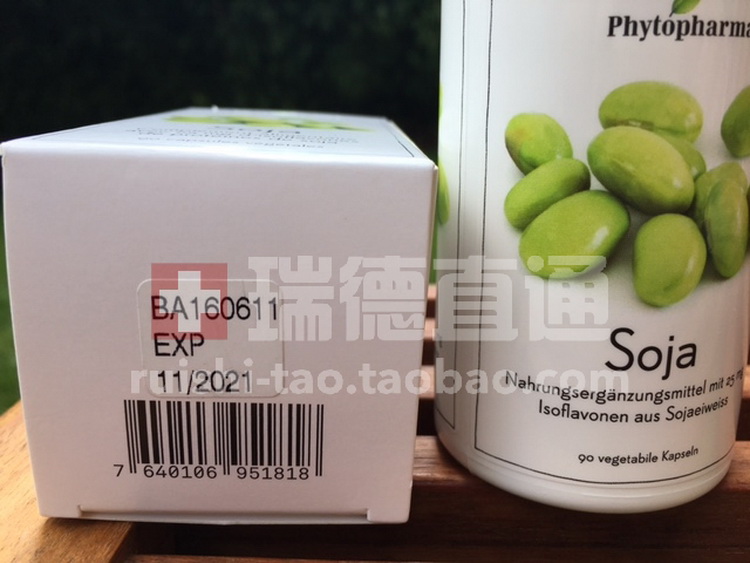 Phytopharma
瑞德直通
BA160611
EXP
11/2021
ruishi-tao.taobao.com
7 640106 951818
Soja
Nahrungsergänzungsmittel mit 25 mg
Isoflavonen aus Sojaeiweiss
90 vegetabile Kapseln